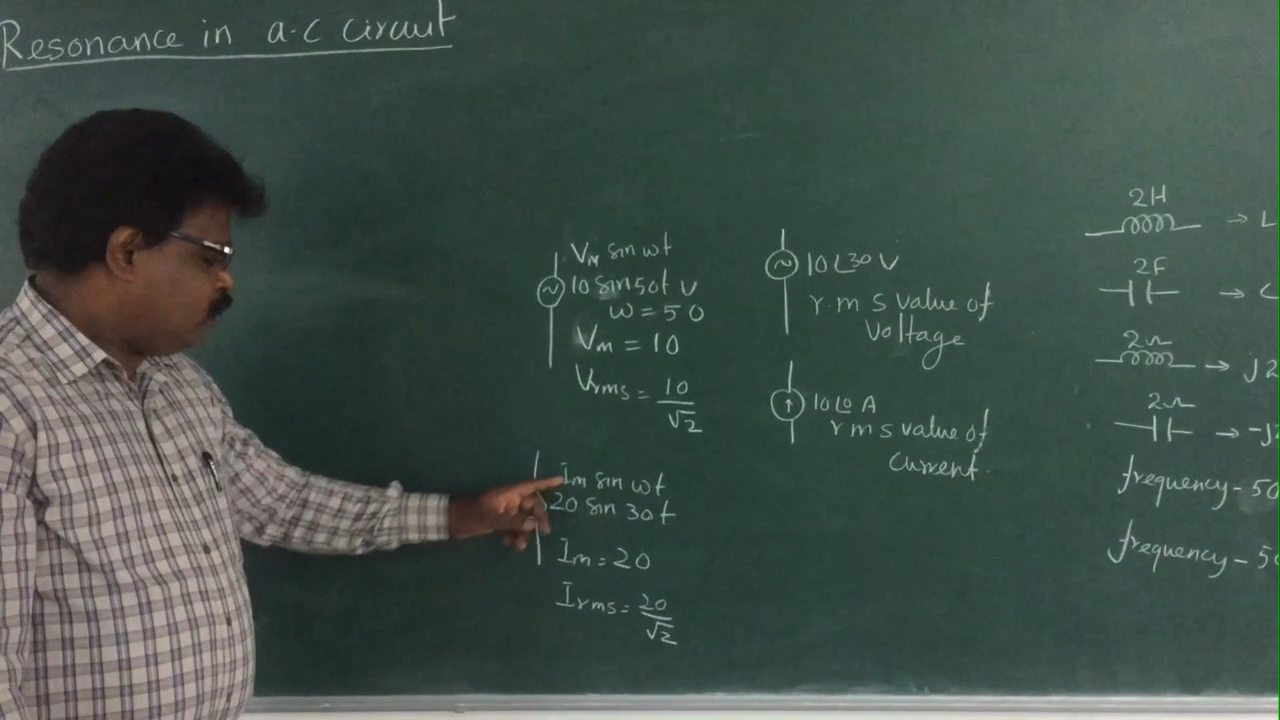 Resonance in a.c circuit
Vm sin ωt
10 sin 50t V
ω = 50
Vm = 10
Vrms = 10/√2
Im sin ωt
20 sin 30t
Im = 20
Irms = 20/√2
10∠30 V
r.m s value of
Voltage
10∠0 A
r m s value of
Current.
2H
→ L
2F
→ C
2Ω
→ J2
2Ω
→ -J2
frequency - 50
frequency - 50